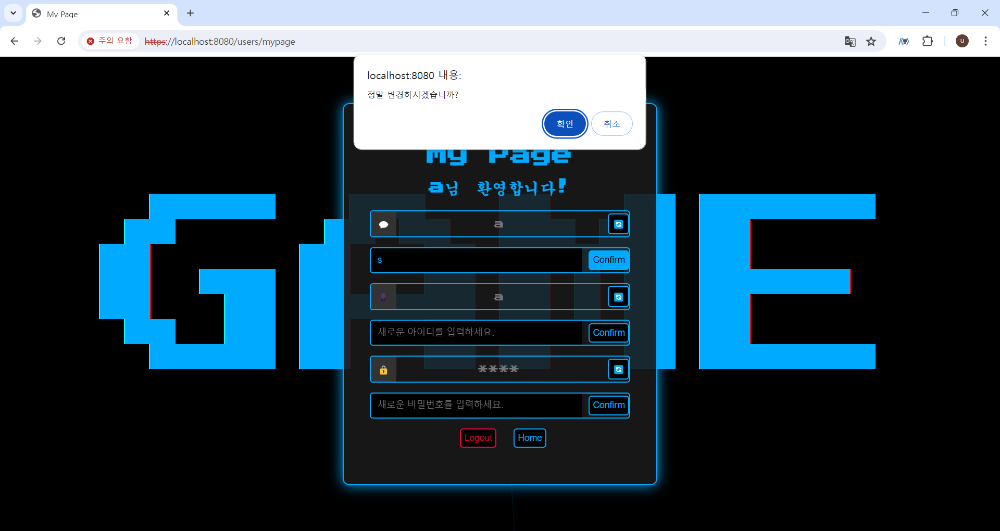 My Page
주의 요함
https://localhost:8080/users/mypage
u
localhost:8080 내용:
정말 변경하시겠습니까?
확인 취소
My Page
a님 환영합니다!
a
s Confirm
a
새로운 아이디를 입력하세요. Confirm
****
새로운 비밀번호를 입력하세요. Confirm
Logout Home
GAME